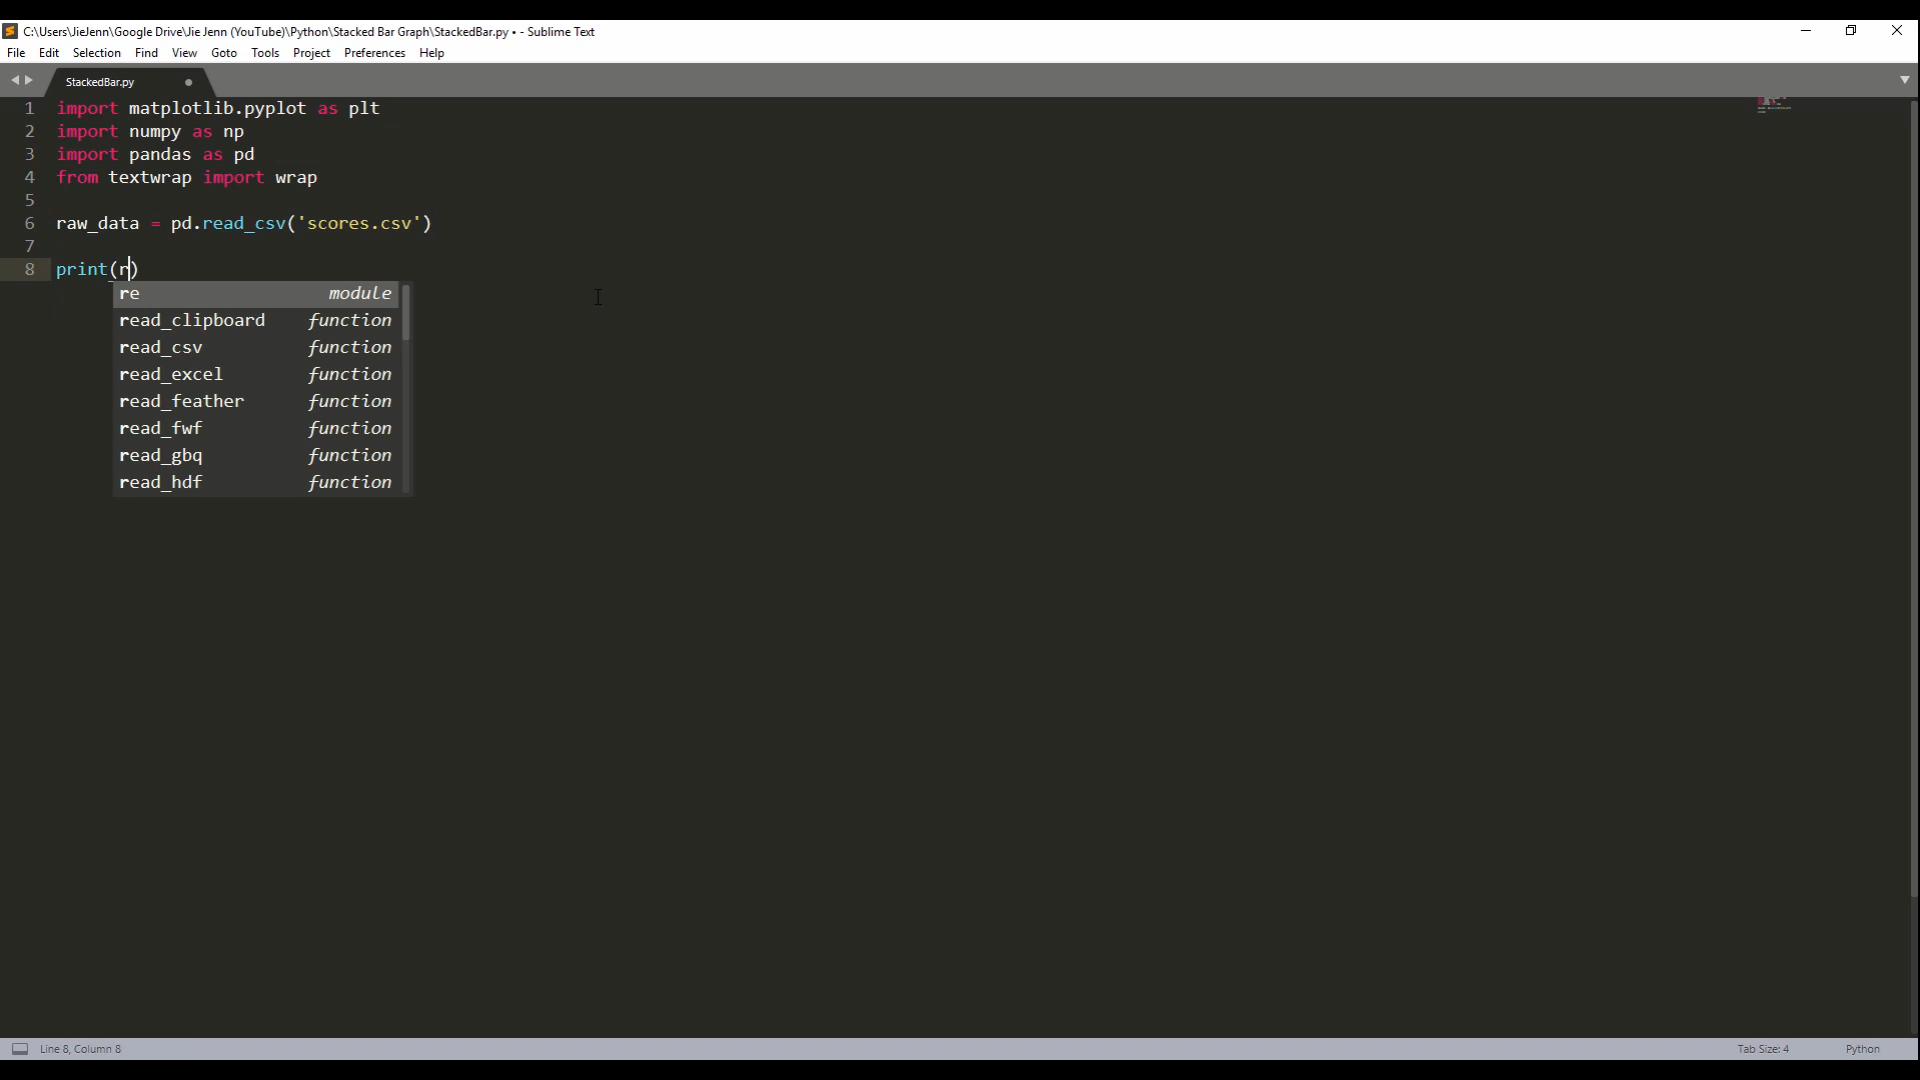 C:\Users\JieJenn\Google Drive\Jie Jenn (YouTube)\Python\Stacked Bar Graph\StackedBar.py • - Sublime Text
File Edit Selection Find View Goto Tools Project Preferences Help
StackedBar.py
1 import matplotlib.pyplot as plt
2 import numpy as np
3 import pandas as pd
4 from textwrap import wrap
5
6 raw_data = pd.read_csv('scores.csv')
7
8 print(r)
re module
read_clipboard function
read_csv function
read_excel function
read_feather function
read_fwf function
read_gbq function
read_hdf function
Line 8, Column 8 Tab Size: 4 Python